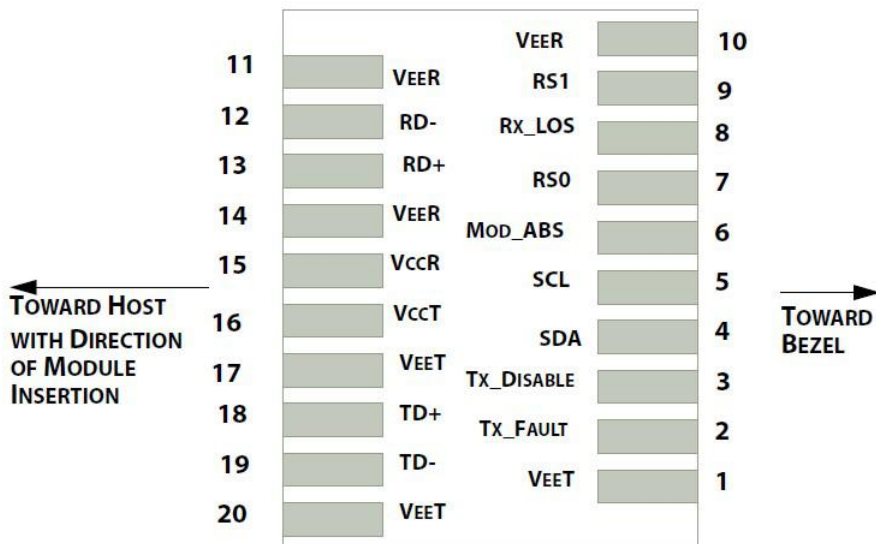 11 VEER
12 RD-
13 RD+
14 VEER
15 VCCR
16 VCCT
17 VEET
18 TD+
19 TD-
20 VEET
VEER 10
RS1 9
RX_LOS 8
RS0 7
MOD_ABS 6
SCL 5
SDA 4
TX_DISABLE 3
TX_FAULT 2
VEET 1
TOWARD HOST
WITH DIRECTION
OF MODULE
INSERTION
TOWARD
BEZEL